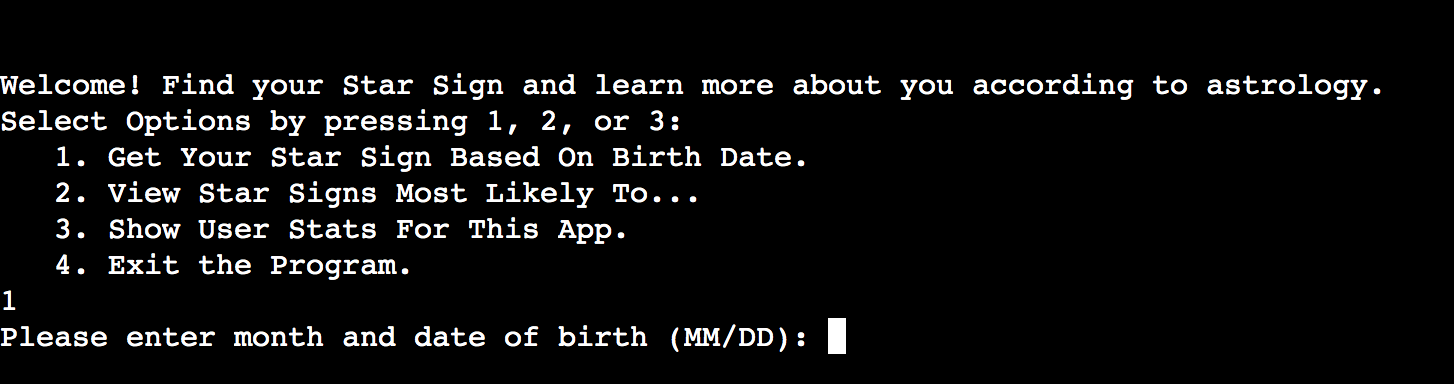 Welcome! Find your Star Sign and learn more about you according to astrology.
Select Options by pressing 1, 2, or 3:
1. Get Your Star Sign Based On Birth Date.
2. View Star Signs Most Likely To...
3. Show User Stats For This App.
4. Exit the Program.
1
Please enter month and date of birth (MM/DD):